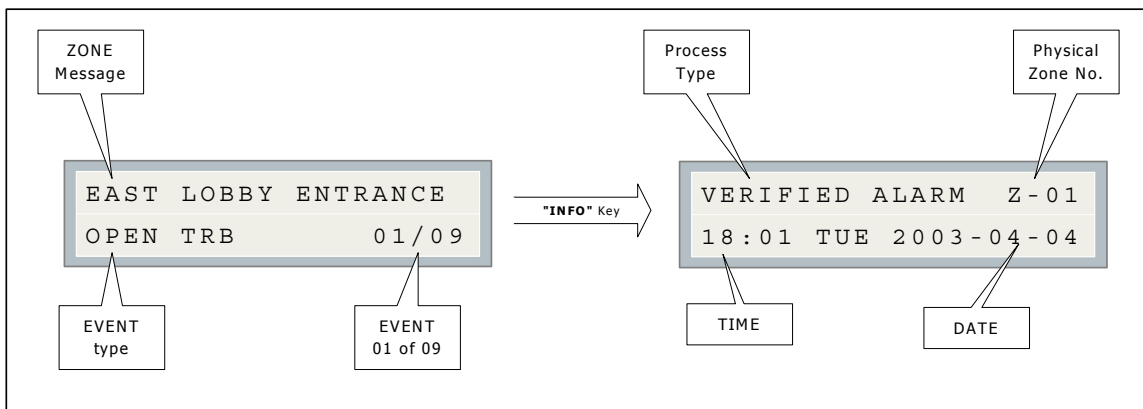 ZONE
Message
Process
Type
Physical
Zone No.
EAST LOBBY ENTRANCE
OPEN TRB 01/09
"INFO" Key
VERIFIED ALARM Z-01
18:01 TUE 2003-04-04
EVENT
type
EVENT
01 of 09
TIME
DATE